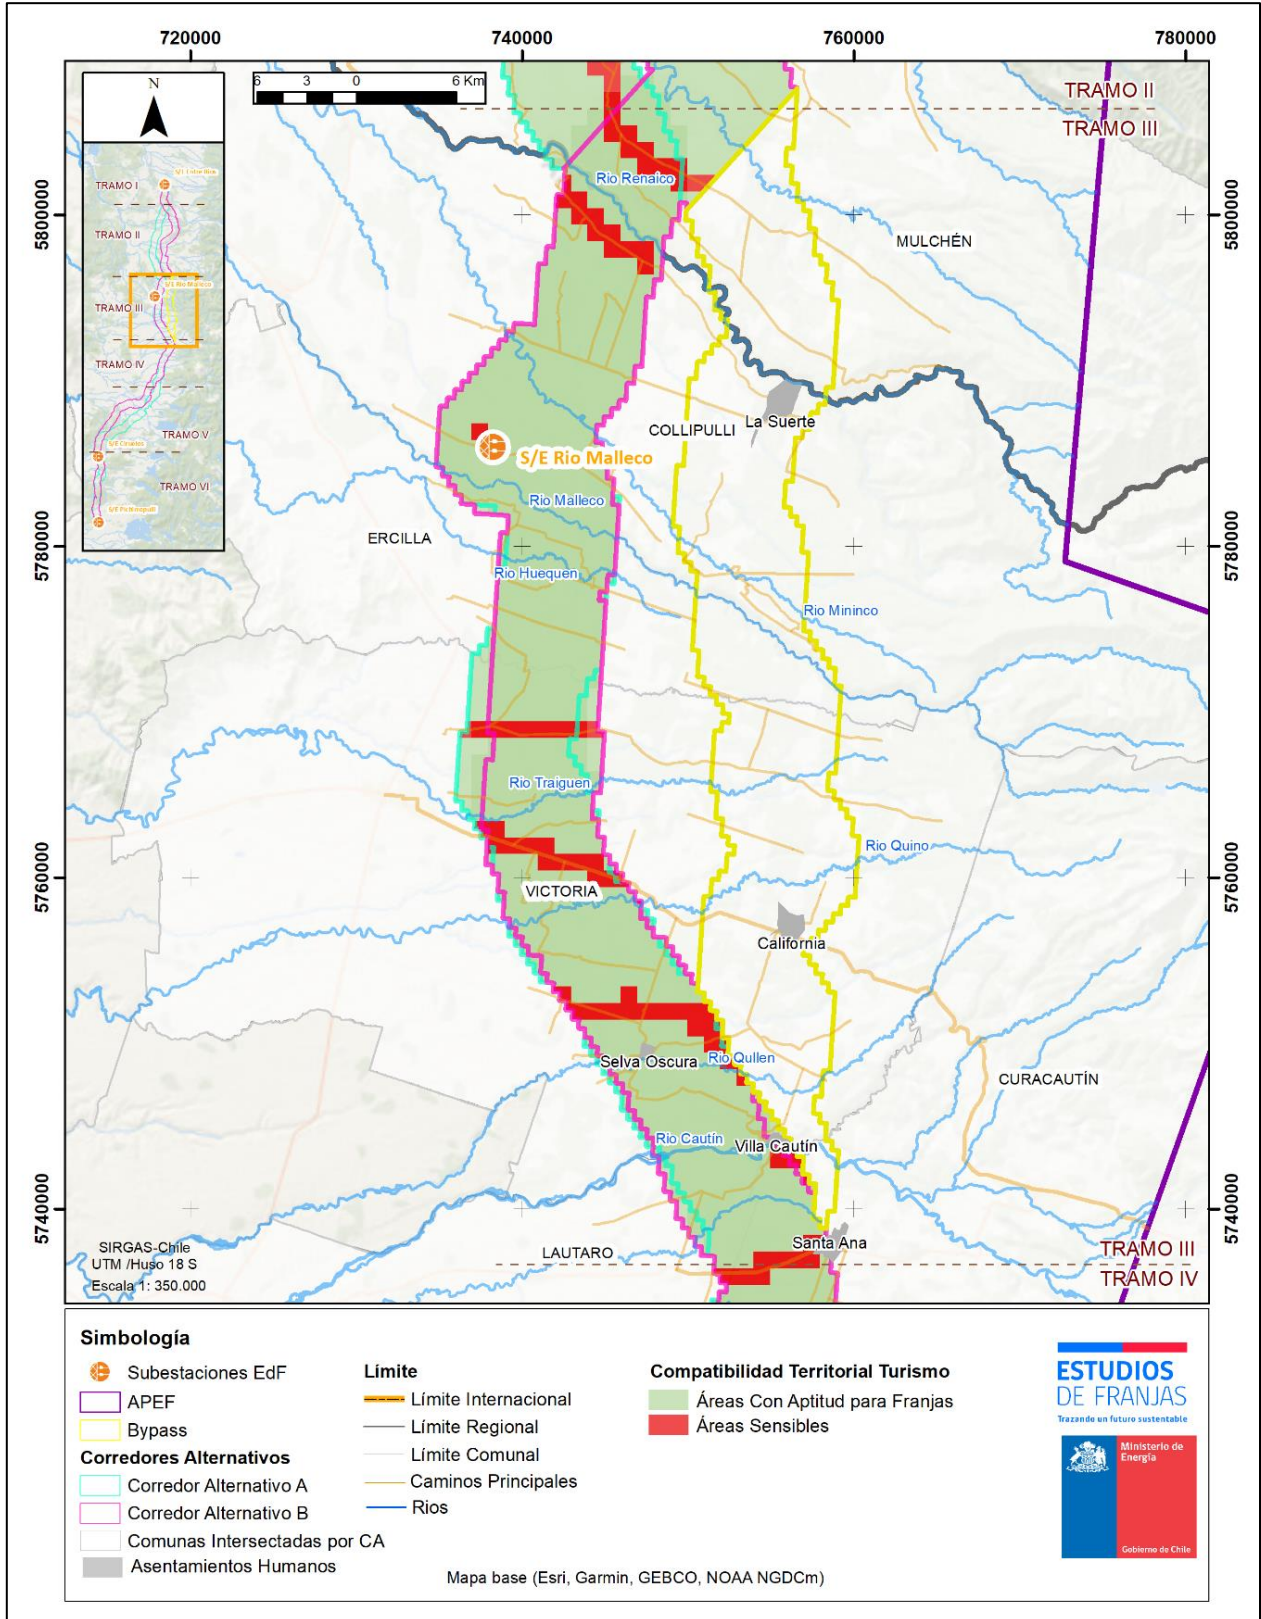 720000 740000 760000 780000
N
6 3 0 6 Km
TRAMO II
TRAMO III
TRAMO I
TRAMO II
TRAMO III
TRAMO IV
TRAMO V
TRAMO VI
5800000 5800000
5780000 5780000
5760000 5760000
5740000 5740000
Rio Renaico
MULCHÉN
La Suerte
COLLIPULLI
S/E Rio Malleco
Rio Malleco
ERCILLA
Rio Huequen
Rio Mininco
Rio Traiguen
Rio Quino
VICTORIA
California
Selva Oscura
Rio Qullen
CURACAUTÍN
Rio Cautín
Villa Cautín
Santa Ana
LAUTARO
TRAMO III
TRAMO IV
SIRGAS-Chile
UTM /Huso 18 S
Escala 1: 350.000
Simbología
Subestaciones EdF
APEF
Bypass
Corredores Alternativos
Corredor Alternativo A
Corredor Alternativo B
Comunas Intersectadas por CA
Asentamientos Humanos
Límite
Límite Internacional
Límite Regional
Límite Comunal
Caminos Principales
Rios
Compatibilidad Territorial Turismo
Áreas Con Aptitud para Franjas
Áreas Sensibles
Mapa base (Esri, Garmin, GEBCO, NOAA NGDCm)
ESTUDIOS
DE FRANJAS
Trazando un futuro sustentable
Ministerio de
Energía
Gobierno de Chile